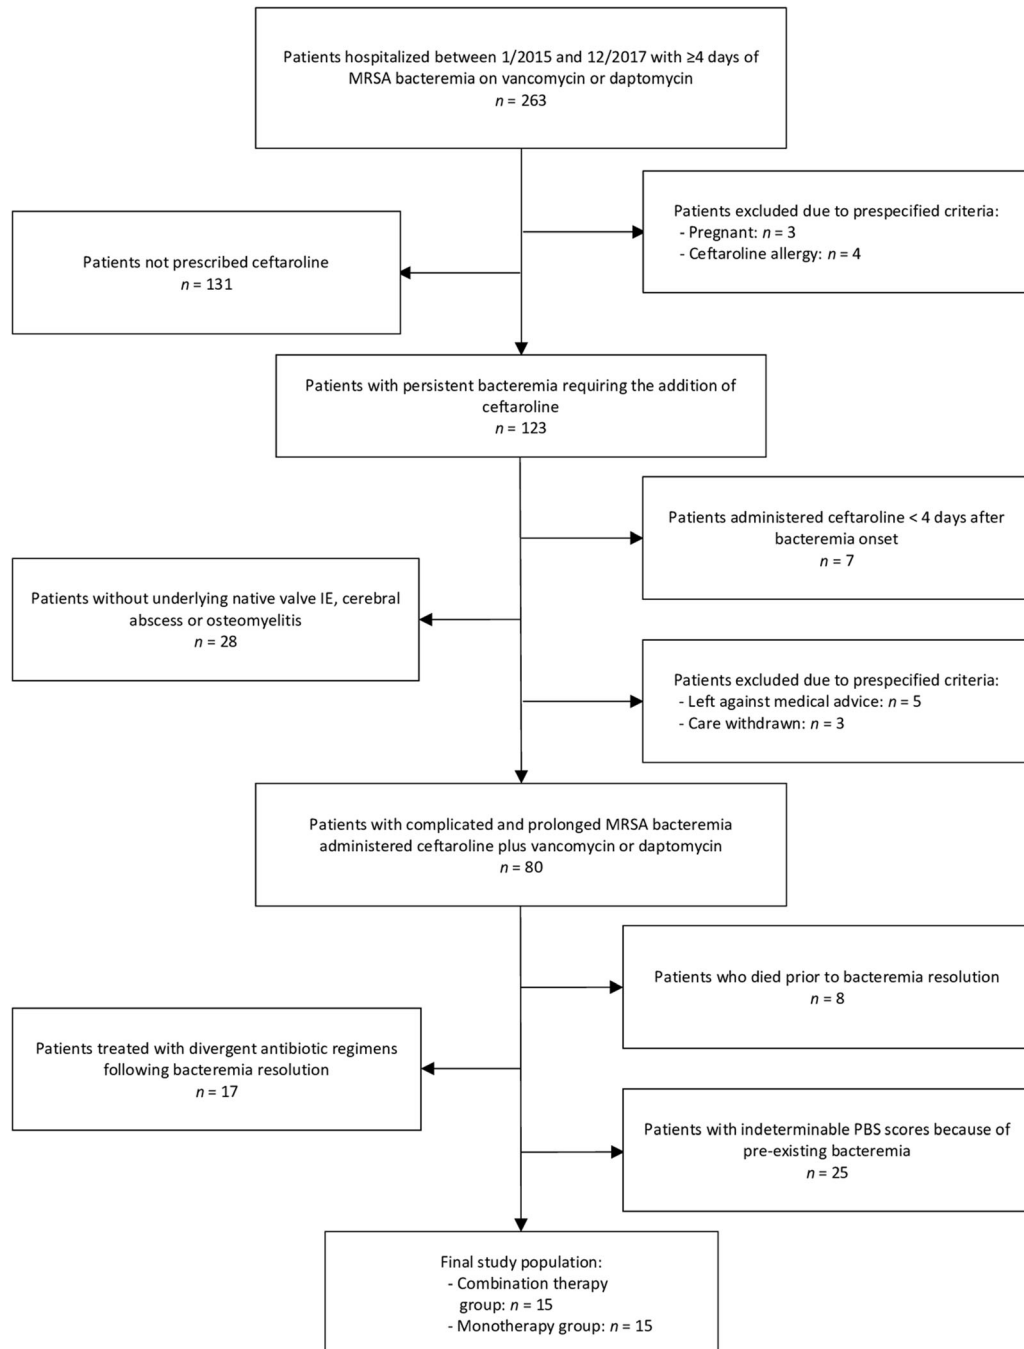 Patients hospitalized between 1/2015 and 12/2017 with ≥4 days of
MRSA bacteremia on vancomycin or daptomycin
n = 263
Patients excluded due to prespecified criteria:
- Pregnant: n = 3
- Ceftaroline allergy: n = 4
Patients not prescribed ceftaroline
n = 131
Patients with persistent bacteremia requiring the addition of
ceftaroline
n = 123
Patients administered ceftaroline < 4 days after
bacteremia onset
n = 7
Patients without underlying native valve IE, cerebral
abscess or osteomyelitis
n = 28
Patients excluded due to prespecified criteria:
- Left against medical advice: n = 5
- Care withdrawn: n = 3
Patients with complicated and prolonged MRSA bacteremia
administered ceftaroline plus vancomycin or daptomycin
n = 80
Patients who died prior to bacteremia resolution
n = 8
Patients treated with divergent antibiotic regimens
following bacteremia resolution
n = 17
Patients with indeterminable PBS scores because of
pre-existing bacteremia
n = 25
Final study population:
- Combination therapy
group: n = 15
- Monotherapy group: n = 15